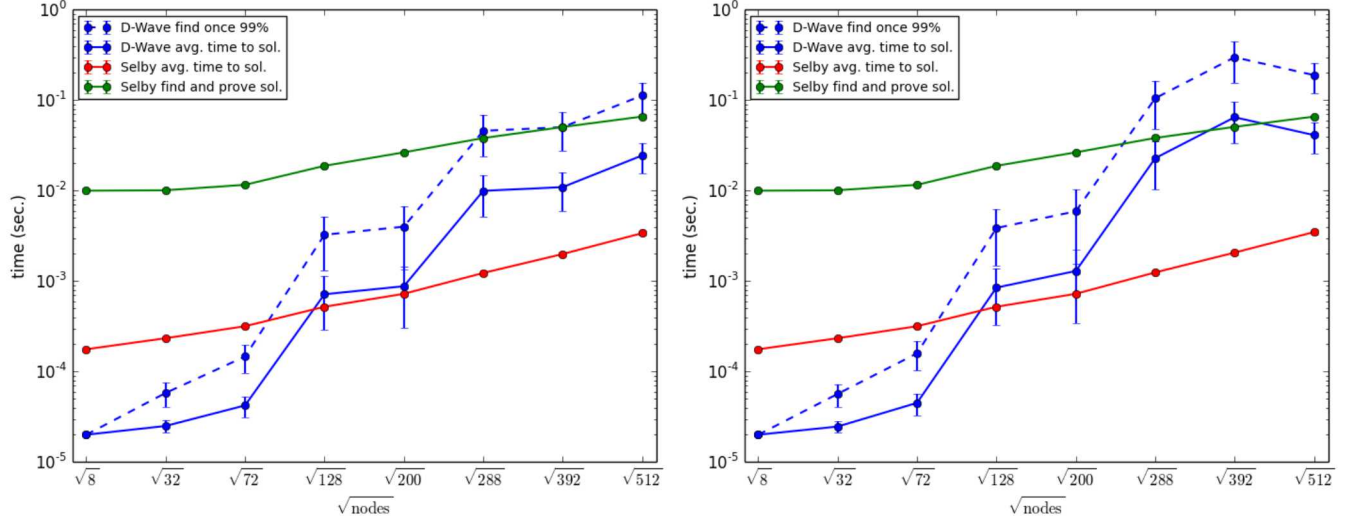 D-Wave find once 99%
D-Wave avg. time to sol.
Selby avg. time to sol.
Selby find and prove sol.
time (sec.)
10^0
10^-1
10^-2
10^-3
10^-4
10^-5
√8 √32 √72 √128 √200 √288 √392 √512
√nodes
D-Wave find once 99%
D-Wave avg. time to sol.
Selby avg. time to sol.
Selby find and prove sol.
time (sec.)
10^0
10^-1
10^-2
10^-3
10^-4
10^-5
√8 √32 √72 √128 √200 √288 √392 √512
√nodes